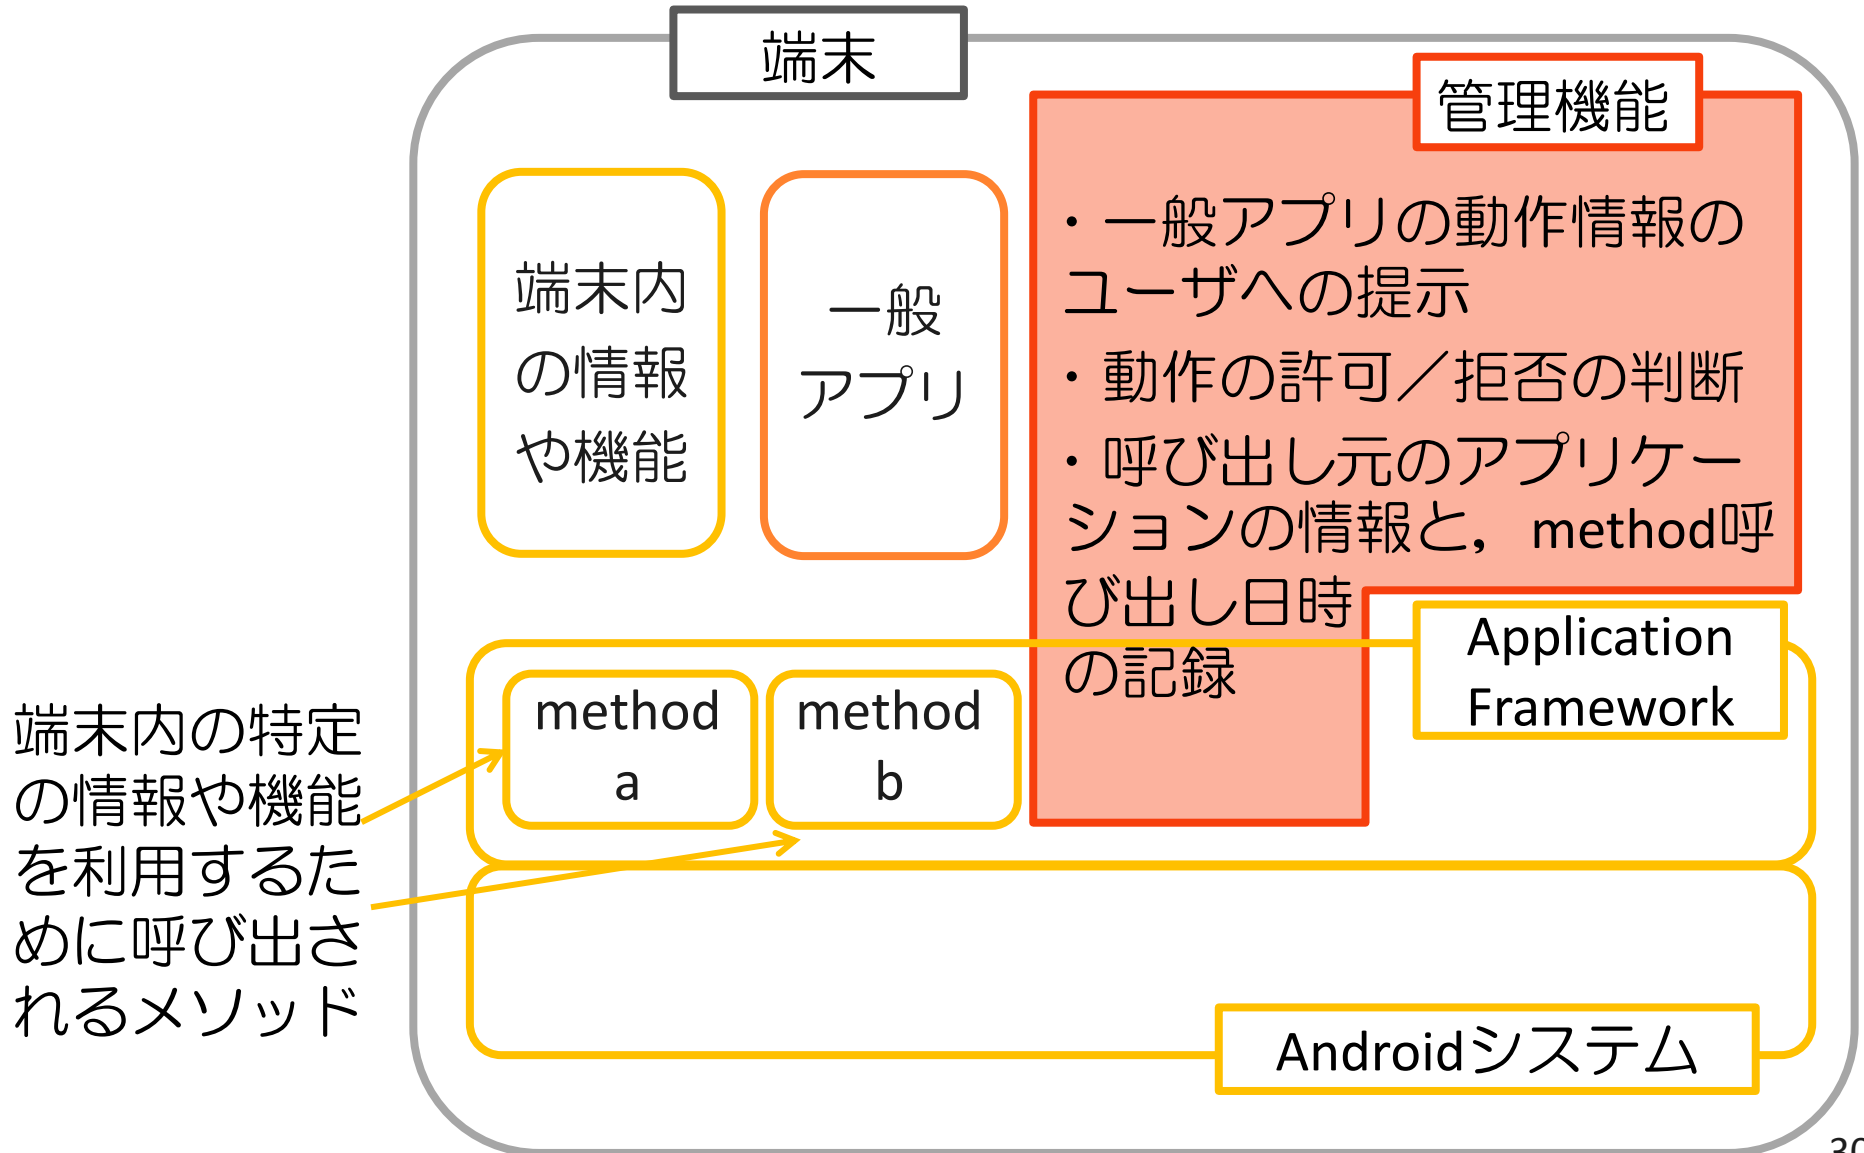 端末
管理機能
端末内
の情報
や機能
一般
アプリ
・一般アプリの動作情報の
ユーザへの提示
・動作の許可／拒否の判断
・呼び出し元のアプリケー
ションの情報と，method呼
び出し日時
の記録
Application
Framework
method
a
method
b
端末内の特定
の情報や機能
を利用するた
めに呼び出さ
れるメソッド
Androidシステム
30